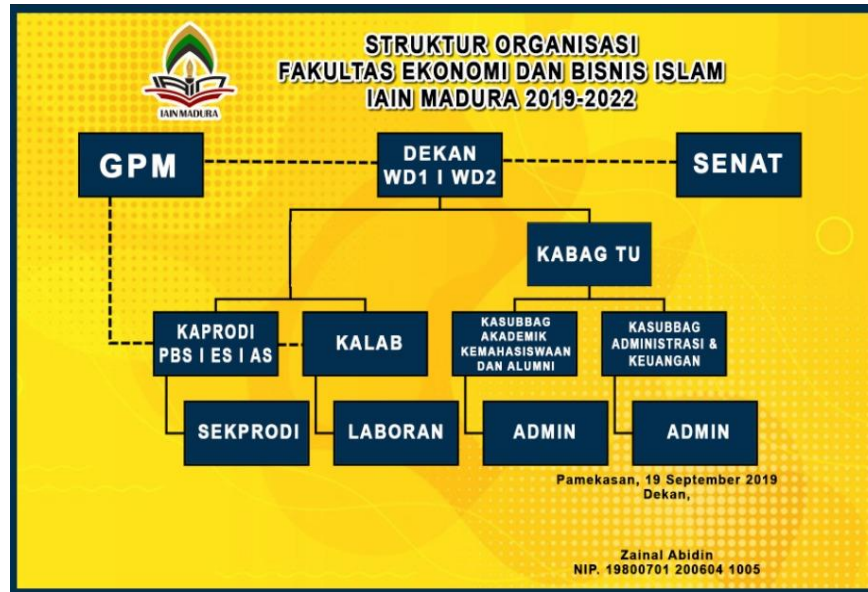 STRUKTUR ORGANISASI
FAKULTAS EKONOMI DAN BISNIS ISLAM
IAIN MADURA 2019-2022
IAIN MADURA
GPM
DEKAN
WD1 I WD2
SENAT
KABAG TU
KAPRODI
PBS I ES I AS
KALAB
KASUBBAG
AKADEMIK
KEMAHASISWAAN
DAN ALUMNI
KASUBBAG
ADMINISTRASI &
KEUANGAN
SEKPRODI
LABORAN
ADMIN
ADMIN
Pamekasan, 19 September 2019
Dekan,
Zainal Abidin
NIP. 19800701 200604 1005